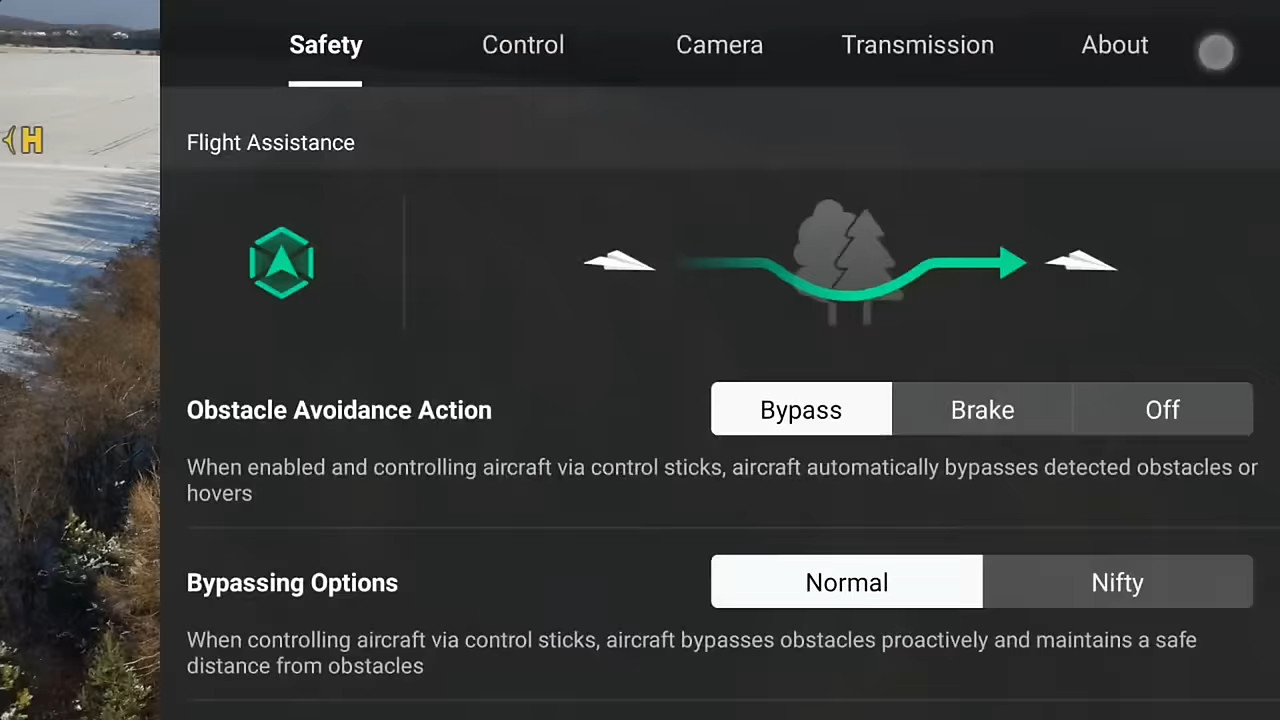 Safety Control Camera Transmission About
H
Flight Assistance
Obstacle Avoidance Action Bypass Brake Off
When enabled and controlling aircraft via control sticks, aircraft automatically bypasses detected obstacles or
hovers
Bypassing Options Normal Nifty
When controlling aircraft via control sticks, aircraft bypasses obstacles proactively and maintains a safe
distance from obstacles